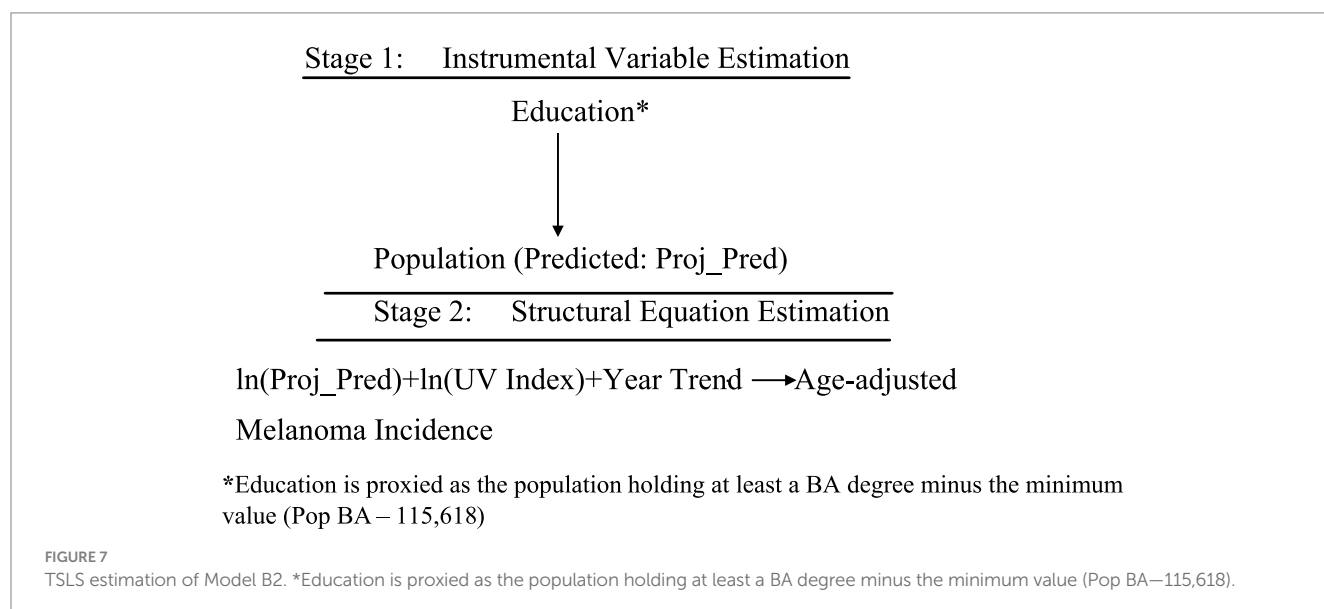 Stage 1: Instrumental Variable Estimation
Education*
Population (Predicted: Proj_Pred)
Stage 2: Structural Equation Estimation
ln(Proj_Pred)+ln(UV Index)+Year Trend →Age-adjusted
Melanoma Incidence
*Education is proxied as the population holding at least a BA degree minus the minimum
value (Pop BA – 115,618)
FIGURE 7
TSLS estimation of Model B2. *Education is proxied as the population holding at least a BA degree minus the minimum value (Pop BA—115,618).